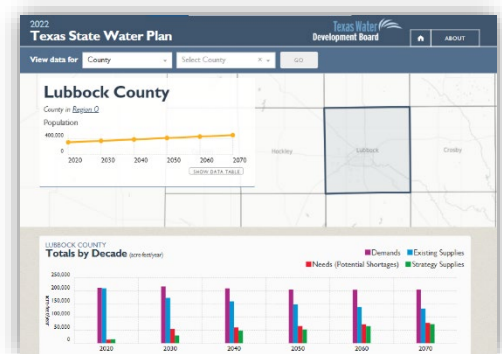 2022
Texas State Water Plan
Texas Water
Development Board
ABOUT
View data for County Select County × GO
Lubbock County
County in Region O
Population
400,000
0
2020 2030 2040 2050 2060 2070
SHOW DATA TABLE
Hockley Lubbock Crosby
LUBBOCK COUNTY
Totals by Decade (acre-feet/year)
Demands Existing Supplies
Needs (Potential Shortages) Strategy Supplies
250,000
200,000
150,000
100,000
50,000
0
2020 2030 2040 2050 2060 2070